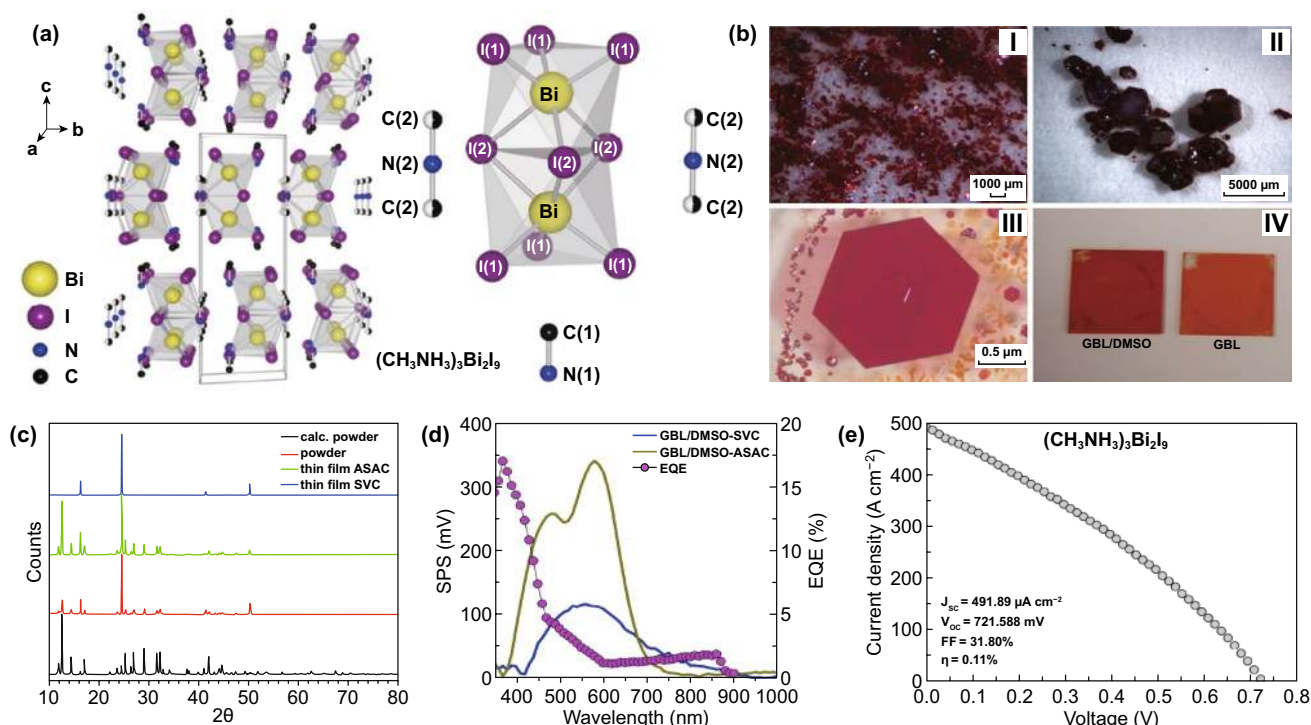 (a)
c
a
b
Bi
I
N
C
(CH₃NH₃)₃Bi₂I₉
C(2)
N(2)
C(2)
I(1)
I(1)
I(1)
Bi
I(2)
I(2)
I(2)
Bi
I(1)
I(1)
I(1)
C(2)
N(2)
C(2)
C(1)
N(1)
(b)
I
1000 µm
II
5000 µm
III
0.5 µm
IV
GBL/DMSO
GBL
(c)
calc. powder
powder
thin film ASAC
thin film SVC
Counts
10 20 30 40 50 60 70 80
2θ
(d)
GBL/DMSO-SVC
GBL/DMSO-ASAC
EQE
SPS (mV)
400
350
300
250
200
150
100
50
0
20
15
10
5
0
EQE (%)
400 500 600 700 800 900 1000
Wavelength (nm)
(e)
(CH₃NH₃)₃Bi₂I₉
Current density (A cm⁻²)
500
400
300
200
100
0
J_SC = 491.89 µA cm⁻²
V_OC = 721.588 mV
FF = 31.80%
η = 0.11%
0.0 0.1 0.2 0.3 0.4 0.5 0.6 0.7 0.8
Voltage (V)